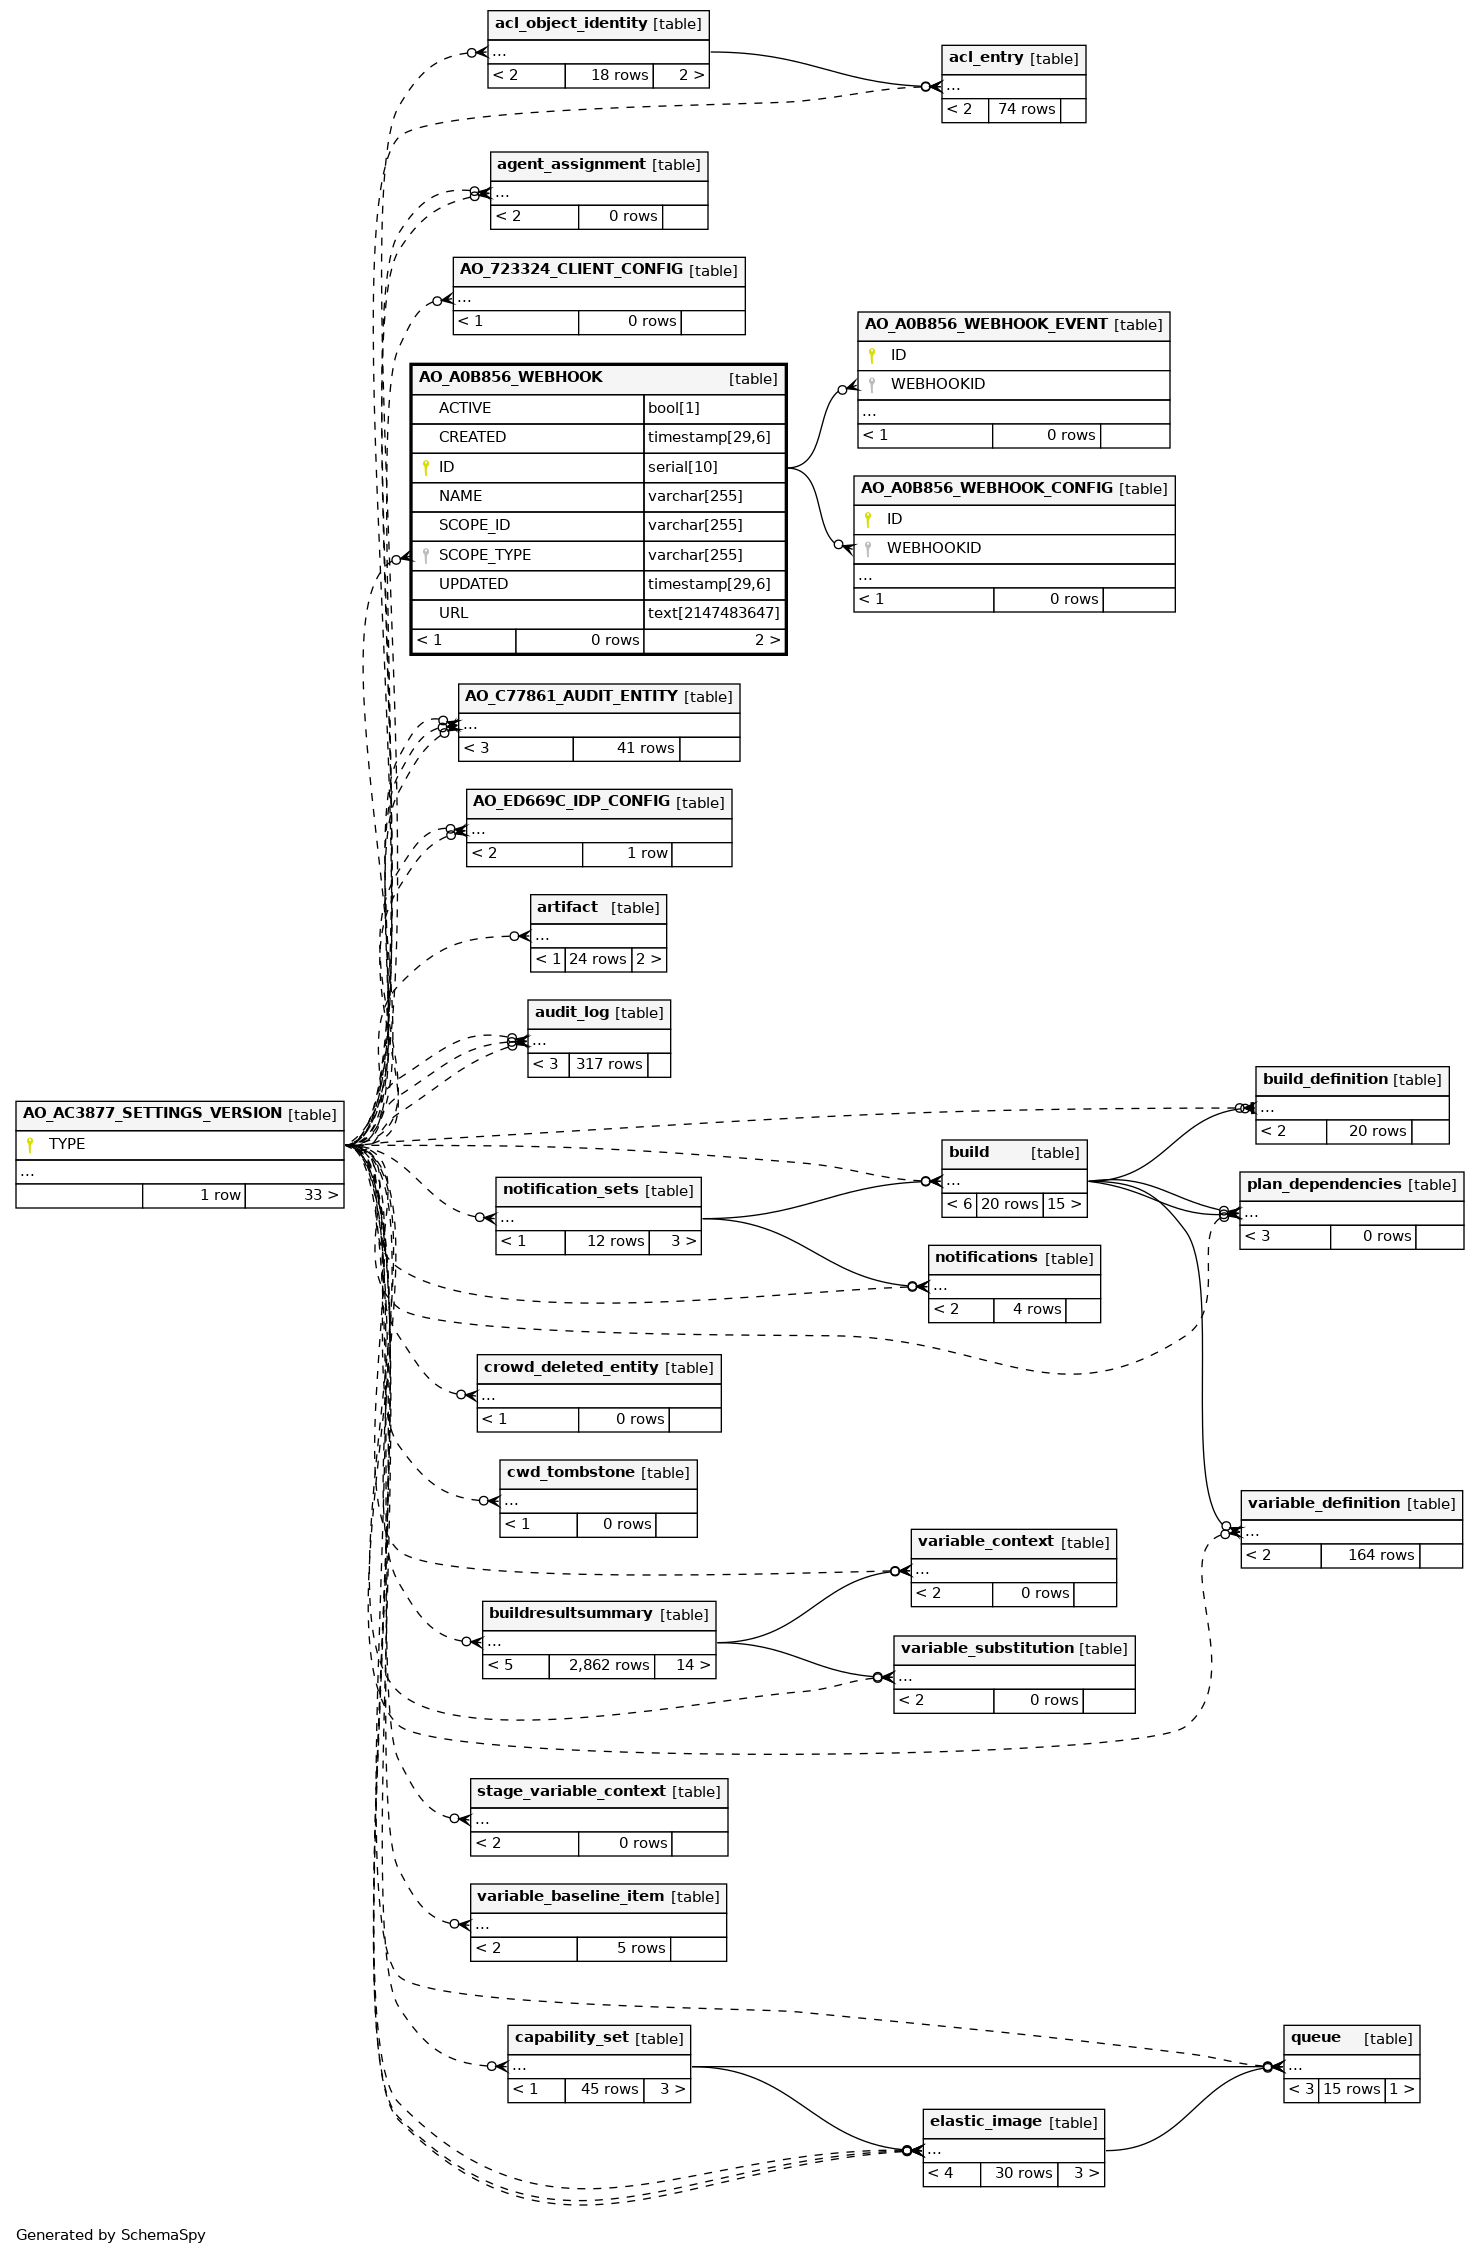 acl_object_identity [table]
...
< 2 18 rows 2 >
acl_entry [table]
...
< 2 74 rows
agent_assignment [table]
...
< 2 0 rows
AO_723324_CLIENT_CONFIG [table]
...
< 1 0 rows
AO_A0B856_WEBHOOK_EVENT [table]
ID
WEBHOOKID
...
< 1 0 rows
AO_A0B856_WEBHOOK [table]
ACTIVE bool[1]
CREATED timestamp[29,6]
ID serial[10]
NAME varchar[255]
SCOPE_ID varchar[255]
SCOPE_TYPE varchar[255]
UPDATED timestamp[29,6]
URL text[2147483647]
< 1 0 rows 2 >
AO_A0B856_WEBHOOK_CONFIG [table]
ID
WEBHOOKID
...
< 1 0 rows
AO_C77861_AUDIT_ENTITY [table]
...
< 3 41 rows
AO_ED669C_IDP_CONFIG [table]
...
< 2 1 row
artifact [table]
...
< 1 24 rows 2 >
audit_log [table]
...
< 3 317 rows
AO_AC3877_SETTINGS_VERSION [table]
TYPE
...
1 row 33 >
build_definition [table]
...
< 2 20 rows
build [table]
...
< 6 20 rows 15 >
notification_sets [table]
...
< 1 12 rows 3 >
plan_dependencies [table]
...
< 3 0 rows
notifications [table]
...
< 2 4 rows
crowd_deleted_entity [table]
...
< 1 0 rows
cwd_tombstone [table]
...
< 1 0 rows
variable_definition [table]
...
< 2 164 rows
variable_context [table]
...
< 2 0 rows
buildresultsummary [table]
...
< 5 2,862 rows 14 >
variable_substitution [table]
...
< 2 0 rows
stage_variable_context [table]
...
< 2 0 rows
variable_baseline_item [table]
...
< 2 5 rows
capability_set [table]
...
< 1 45 rows 3 >
queue [table]
...
< 3 15 rows 1 >
elastic_image [table]
...
< 4 30 rows 3 >
Generated by SchemaSpy